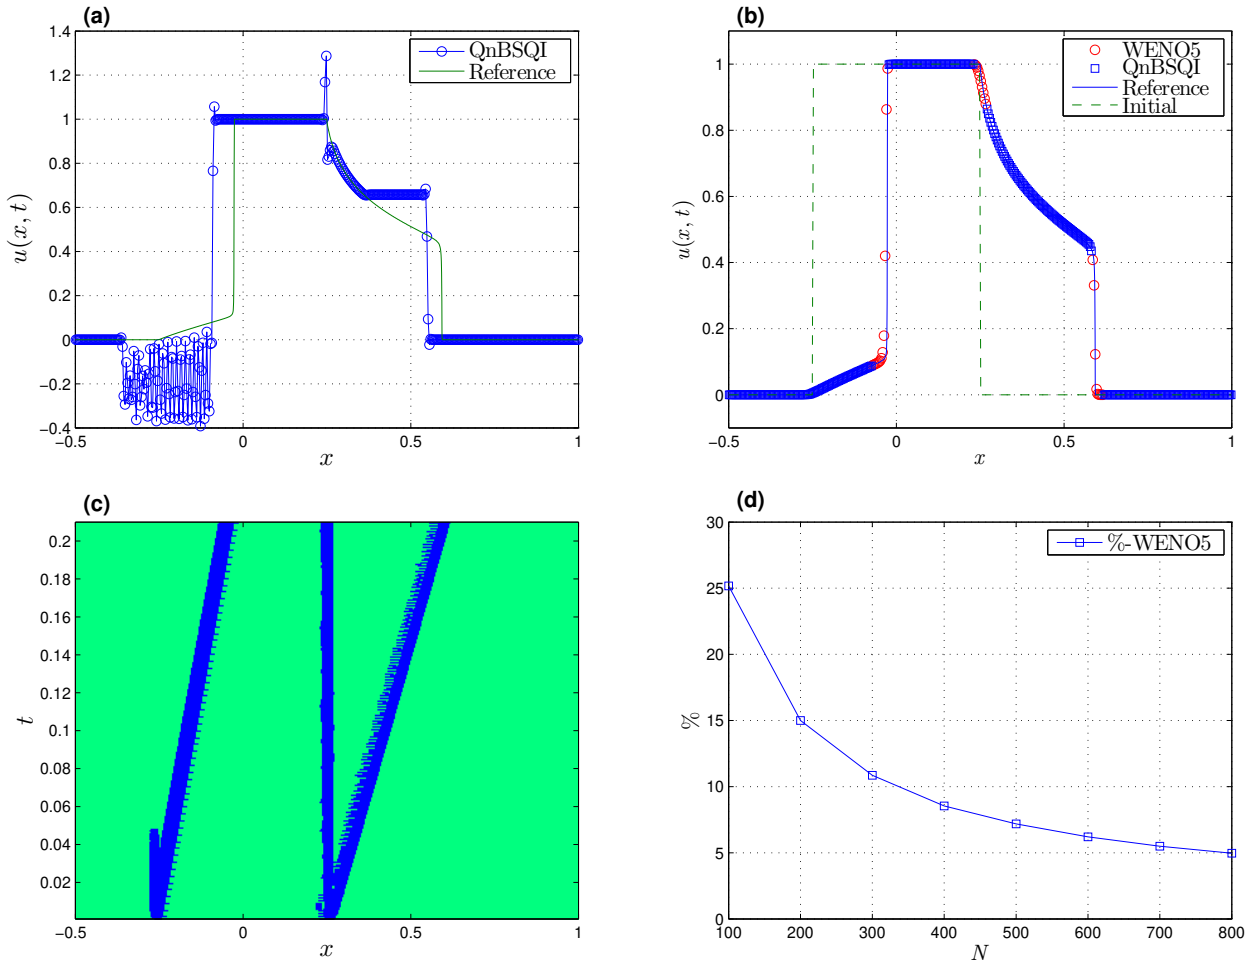 (a)
QnBSQI
Reference
1.4
1.2
1
0.8
0.6
0.4
0.2
0
−0.2
−0.4
u(x, t)
−0.5
0
0.5
1
x
(b)
WENO5
QnBSQI
Reference
Initial
1
0.8
0.6
0.4
0.2
0
u(x, t)
−0.5
0
0.5
1
x
(c)
0.2
0.18
0.16
0.14
0.12
0.1
0.08
0.06
0.04
0.02
t
−0.5
0
0.5
1
x
(d)
%-WENO5
30
25
20
15
10
5
0
%
100 200 300 400 500 600 700 800
N